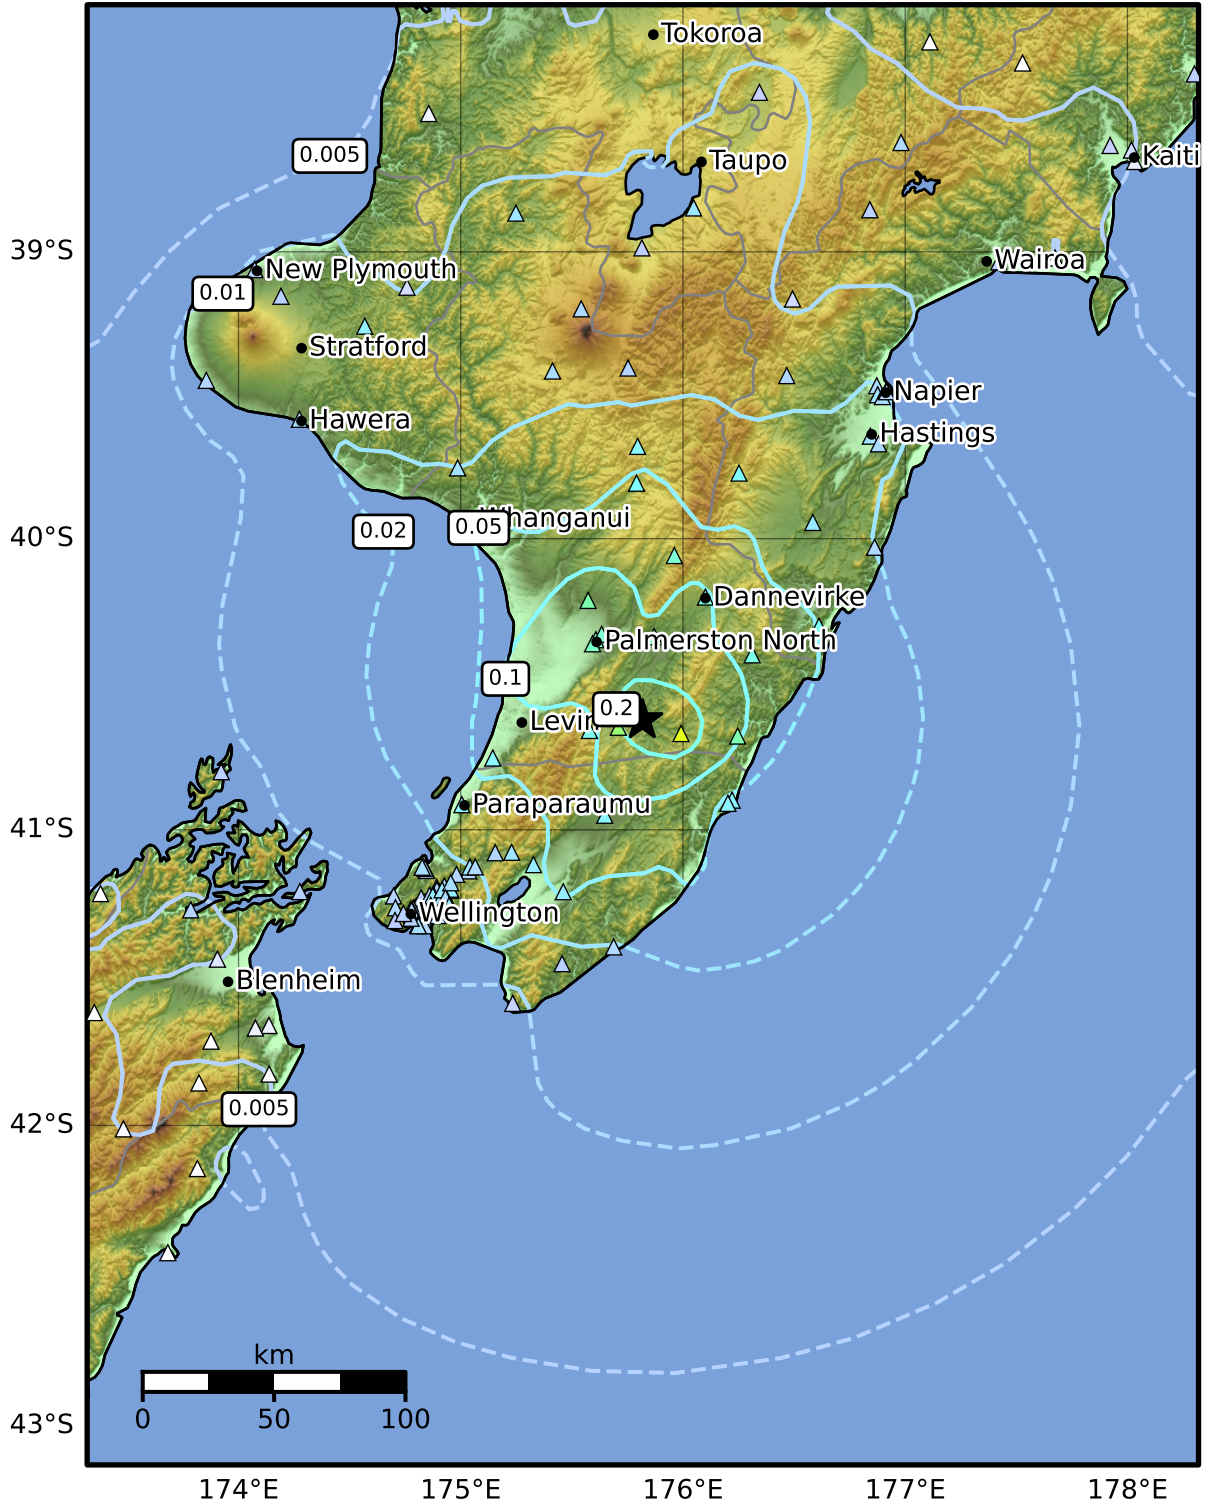 Tokoroa
0.005
Taupo
Kaiti
39°S
Wairoa
New Plymouth
0.01
Stratford
Napier
Hawera
Hastings
Whanganui
0.02
0.05
40°S
Dannevirke
Palmerston North
0.1
0.2
Levin
Paraparaumu
41°S
Wellington
Blenheim
0.005
42°S
km
0 50 100
43°S
174°E 175°E 176°E 177°E 178°E